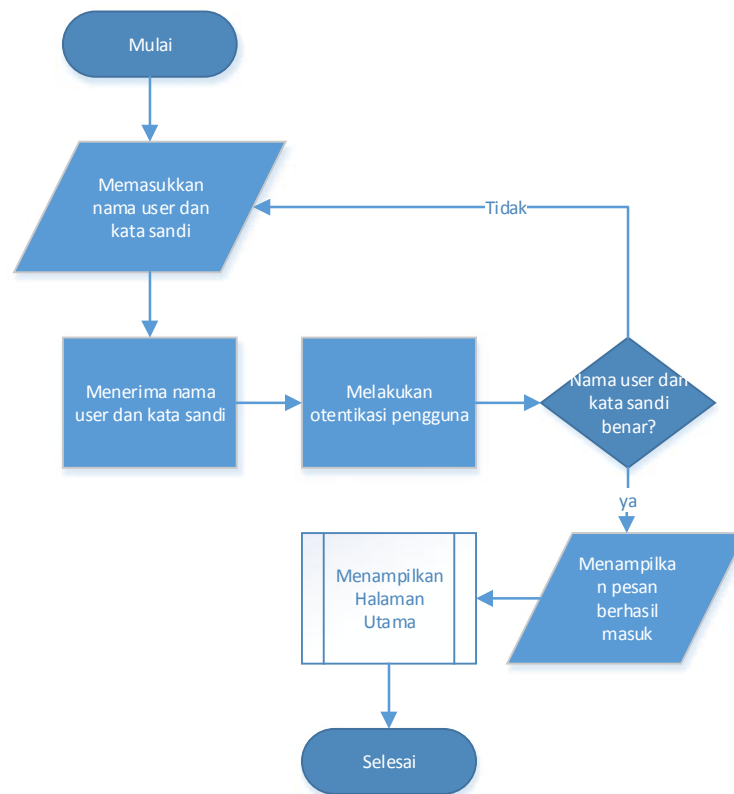 Mulai
Memasukkan
nama user dan
kata sandi
Tidak
Menerima nama
user dan kata sandi
Melakukan
otentikasi pengguna
Nama user dan
kata sandi
benar?
ya
Menampilka
n pesan
berhasil
masuk
Menampilkan
Halaman
Utama
Selesai